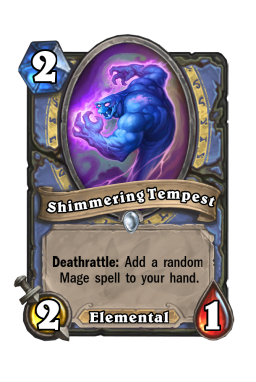 2
Shimmering Tempest
Deathrattle: Add a random
Mage spell to your hand.
2
Elemental
1